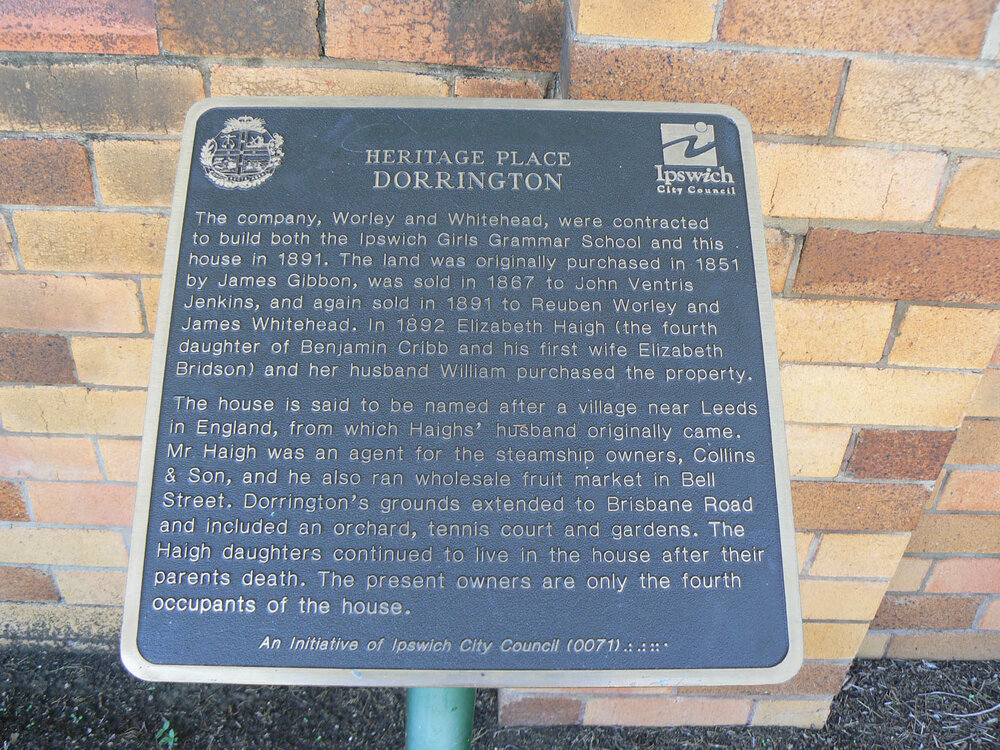 HERITAGE PLACE
DORRINGTON
Ipswich
City Council
The company, Worley and Whitehead, were contracted
to build both the Ipswich Girls Grammar School and this
house in 1891. The land was originally purchased in 1851
by James Gibbon, was sold in 1867 to John Ventris
Jenkins, and again sold in 1891 to Reuben Worley and
James Whitehead. In 1892 Elizabeth Haigh (the fourth
daughter of Benjamin Cribb and his first wife Elizabeth
Bridson) and her husband William purchased the property.
The house is said to be named after a village near Leeds
in England, from which Haighs' husband originally came.
Mr Haigh was an agent for the steamship owners, Collins
& Son, and he also ran wholesale fruit market in Bell
Street. Dorrington's grounds extended to Brisbane Road
and included an orchard, tennis court and gardens. The
Haigh daughters continued to live in the house after their
parents death. The present owners are only the fourth
occupants of the house.
An Initiative of Ipswich City Council (0071)